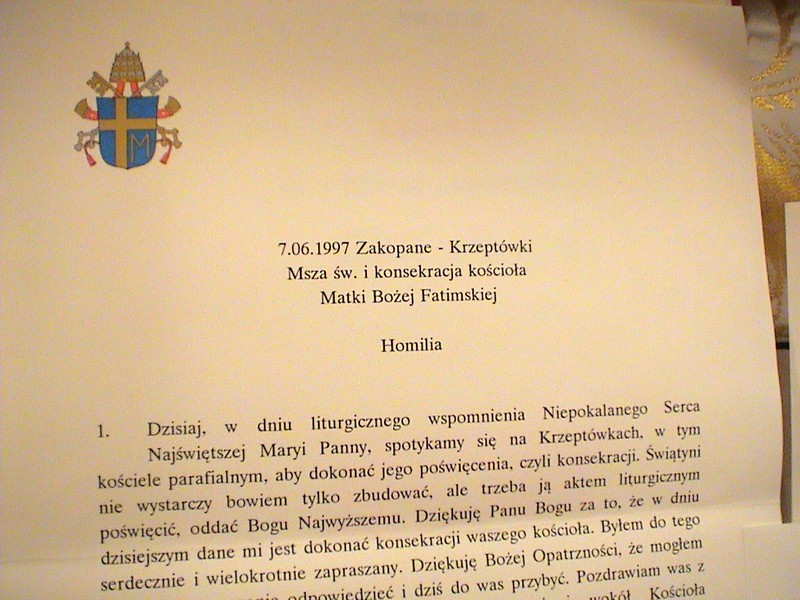 M
7.06.1997 Zakopane - Krzeptówki
Msza św. i konsekracja kościoła
Matki Bożej Fatimskiej
Homilia
1. Dzisiaj, w dniu liturgicznego wspomnienia Niepokalanego Serca
Najświętszej Maryi Panny, spotykamy się na Krzeptówkach, w tym
kościele parafialnym, aby dokonać jego poświęcenia, czyli konsekracji. Świątyni
nie wystarczy bowiem tylko zbudować, ale trzeba ją aktem liturgicznym
poświęcić, oddać Bogu Najwyższemu. Dziękuję Panu Bogu za to, że w dniu
dzisiejszym dane mi jest dokonać konsekracji waszego kościoła. Byłem do tego
serdecznie i wielokrotnie zapraszany. Dziękuję Bożej Opatrzności, że mogłem
odpowiedzieć i dziś do was przybyć. Pozdrawiam was z
wokół Kościoła